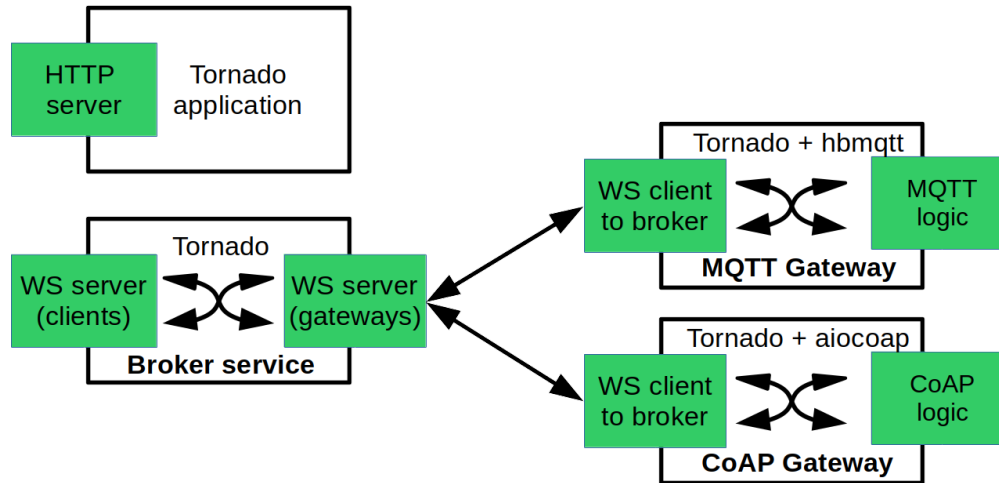 HTTP
server
Tornado
application
Tornado
WS server
(clients)
WS server
(gateways)
Broker service
Tornado + hbmqtt
WS client
to broker
MQTT
logic
MQTT Gateway
Tornado + aiocoap
WS client
to broker
CoAP
logic
CoAP Gateway